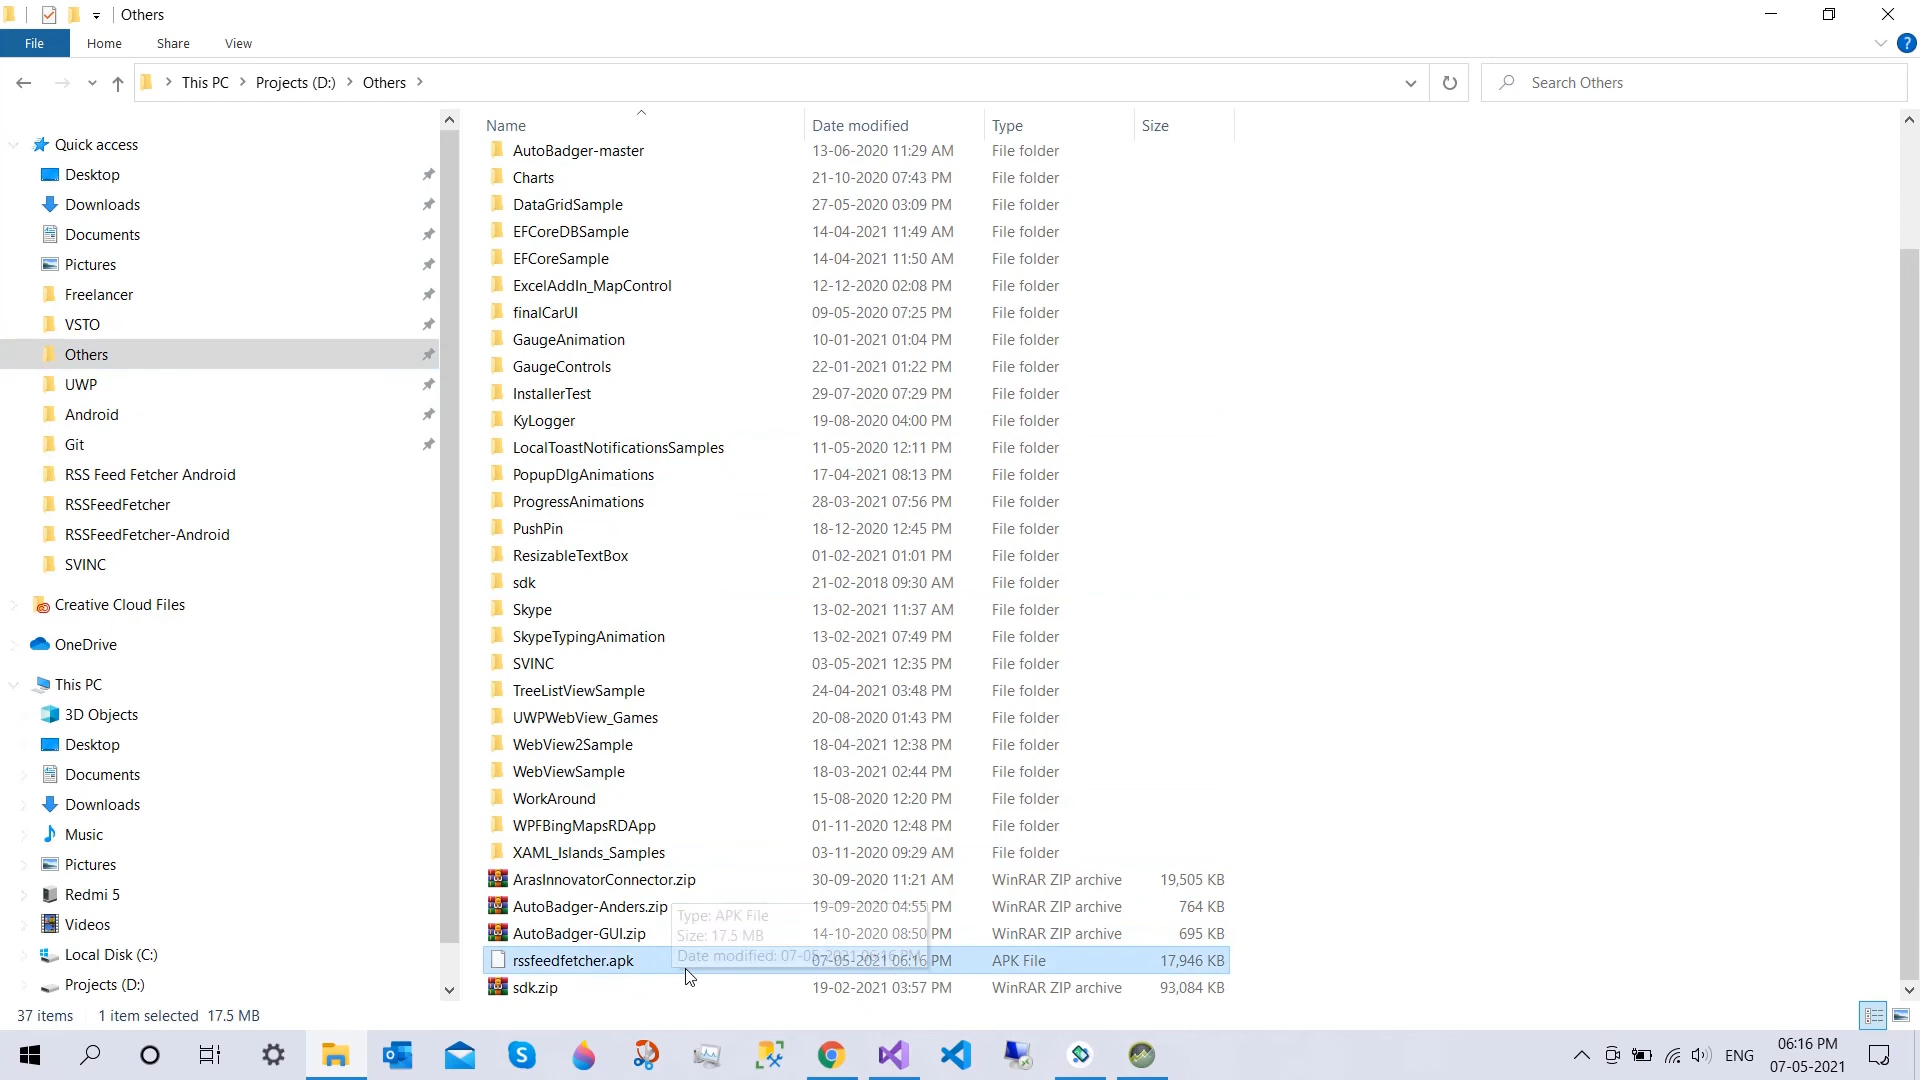 Others
File Home Share View
This PC Projects (D:) Others Search Others
Name Date modified Type Size
Quick access
Desktop
Downloads
Documents
Pictures
Freelancer
VSTO
Others
UWP
Android
Git
RSS Feed Fetcher Android
RSSFeedFetcher
RSSFeedFetcher-Android
SVINC
Creative Cloud Files
OneDrive
This PC
3D Objects
Desktop
Documents
Downloads
Music
Pictures
Redmi 5
Videos
Local Disk (C:)
Projects (D:)
AutoBadger-master 13-06-2020 11:29 AM File folder
Charts 21-10-2020 07:43 PM File folder
DataGridSample 27-05-2020 03:09 PM File folder
EFCoreDBSample 14-04-2021 11:49 AM File folder
EFCoreSample 14-04-2021 11:50 AM File folder
ExcelAddIn_MapControl 12-12-2020 02:08 PM File folder
finalCarUI 09-05-2020 07:25 PM File folder
GaugeAnimation 10-01-2021 01:04 PM File folder
GaugeControls 22-01-2021 01:22 PM File folder
InstallerTest 29-07-2020 07:29 PM File folder
KyLogger 19-08-2020 04:00 PM File folder
LocalToastNotificationsSamples 11-05-2020 12:11 PM File folder
PopupDlgAnimations 17-04-2021 08:13 PM File folder
ProgressAnimations 28-03-2021 07:56 PM File folder
PushPin 18-12-2020 12:45 PM File folder
ResizableTextBox 01-02-2021 01:01 PM File folder
sdk 21-02-2018 09:30 AM File folder
Skype 13-02-2021 11:37 AM File folder
SkypeTypingAnimation 13-02-2021 07:49 PM File folder
SVINC 03-05-2021 12:35 PM File folder
TreeListViewSample 24-04-2021 03:48 PM File folder
UWPWebView_Games 20-08-2020 01:43 PM File folder
WebView2Sample 18-04-2021 12:38 PM File folder
WebViewSample 18-03-2021 02:44 PM File folder
WorkAround 15-08-2020 12:20 PM File folder
WPFBingMapsRDApp 01-11-2020 12:48 PM File folder
XAML_Islands_Samples 03-11-2020 09:29 AM File folder
ArasInnovatorConnector.zip 30-09-2020 11:21 AM WinRAR ZIP archive 19,505 KB
AutoBadger-Anders.zip 19-09-2020 04:55 PM WinRAR ZIP archive 764 KB
AutoBadger-GUI.zip 14-10-2020 08:50 PM WinRAR ZIP archive 695 KB
rssfeedfetcher.apk 07-05-2021 06:16 PM APK File 17,946 KB
sdk.zip 19-02-2021 03:57 PM WinRAR ZIP archive 93,084 KB
Type: APK File
Size: 17.5 MB
Date modified: 07-05-2021 06:16 PM
37 items 1 item selected 17.5 MB
ENG
06:16 PM
07-05-2021